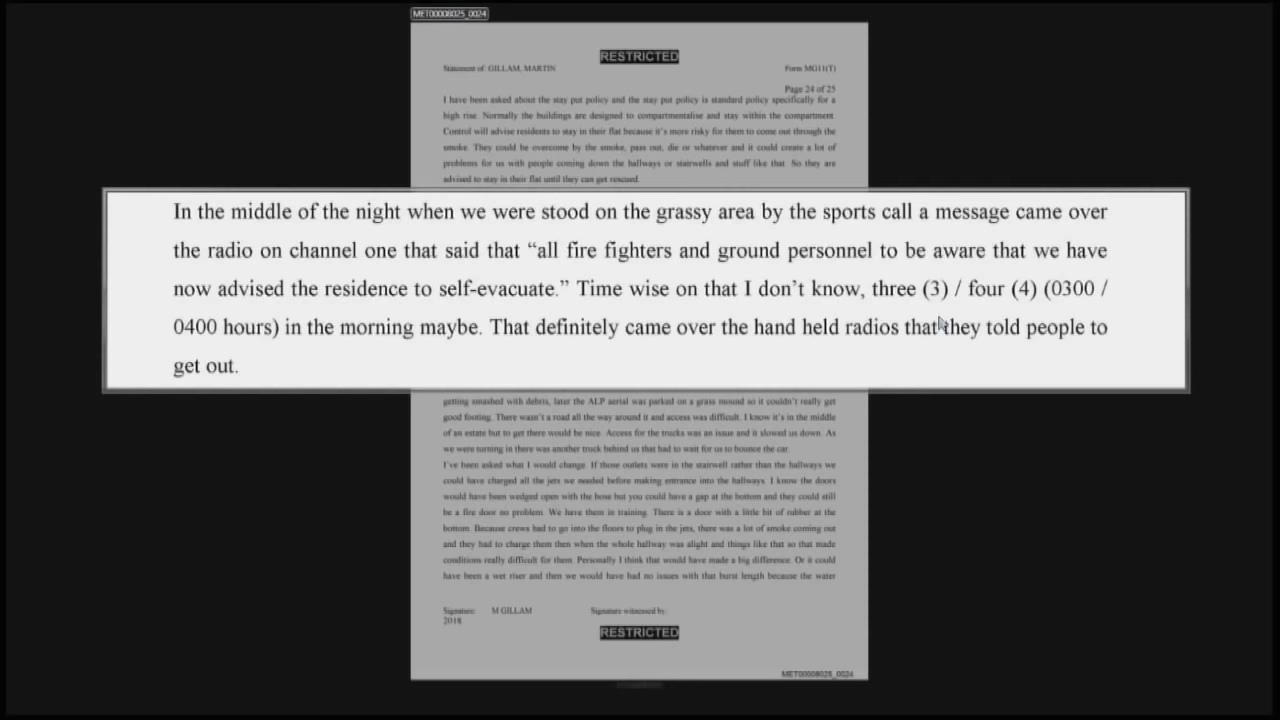 MET00008025_0024
RESTRICTED
Statement of: GILLAM, MARTIN Form MG11(T)
Page 24 of 25
I have been asked about the stay put policy and the stay put policy is standard policy specifically for a
high rise. Normally the buildings are designed to compartmentalise and stay within the compartment.
Control will advise residents to stay in their flat because it's more risky for them to come out through the
smoke. They could be overcome by the smoke, pass out, die or whatever and it could create a lot of
problems for us with people coming down the hallways or stairwells and stuff like that. So they are
advised to stay in their flat until they can get rescued.
In the middle of the night when we were stood on the grassy area by the sports call a message came over
the radio on channel one that said that “all fire fighters and ground personnel to be aware that we have
now advised the residence to self-evacuate.” Time wise on that I don’t know, three (3) / four (4) (0300 /
0400 hours) in the morning maybe. That definitely came over the hand held radios that they told people to
get out.
getting smashed with debris, later the ALP aerial was parked on a grass mound so it couldn't really get
good footing. There wasn't a road all the way around it and access was difficult. I know it's in the middle
of an estate but to get there would be nice. Access for the trucks was an issue and it slowed us down. As
we were turning in there was another truck behind us that had to wait for us to bounce the car.
I've been asked what I would change. If those outlets were in the stairwell rather than the hallways we
could have charged all the jets we needed before making entrance into the hallways. I know the doors
would have been wedged open with the hose but you could have a gap at the bottom and they could still
be a fire door no problem. We have them in training. There is a door with a little bit of rubber at the
bottom. Because crews had to go into the floors to plug in the jets, there was a lot of smoke coming out
and they had to charge them then when the whole hallway was alight and things like that so that made
conditions really difficult for them. Personally I think that would have made a big difference. Or it could
have been a wet riser and then we would have had no issues with that burst length because the water
Signature: M GILLAM Signature witnessed by:
2018
RESTRICTED
MET00008025_0024